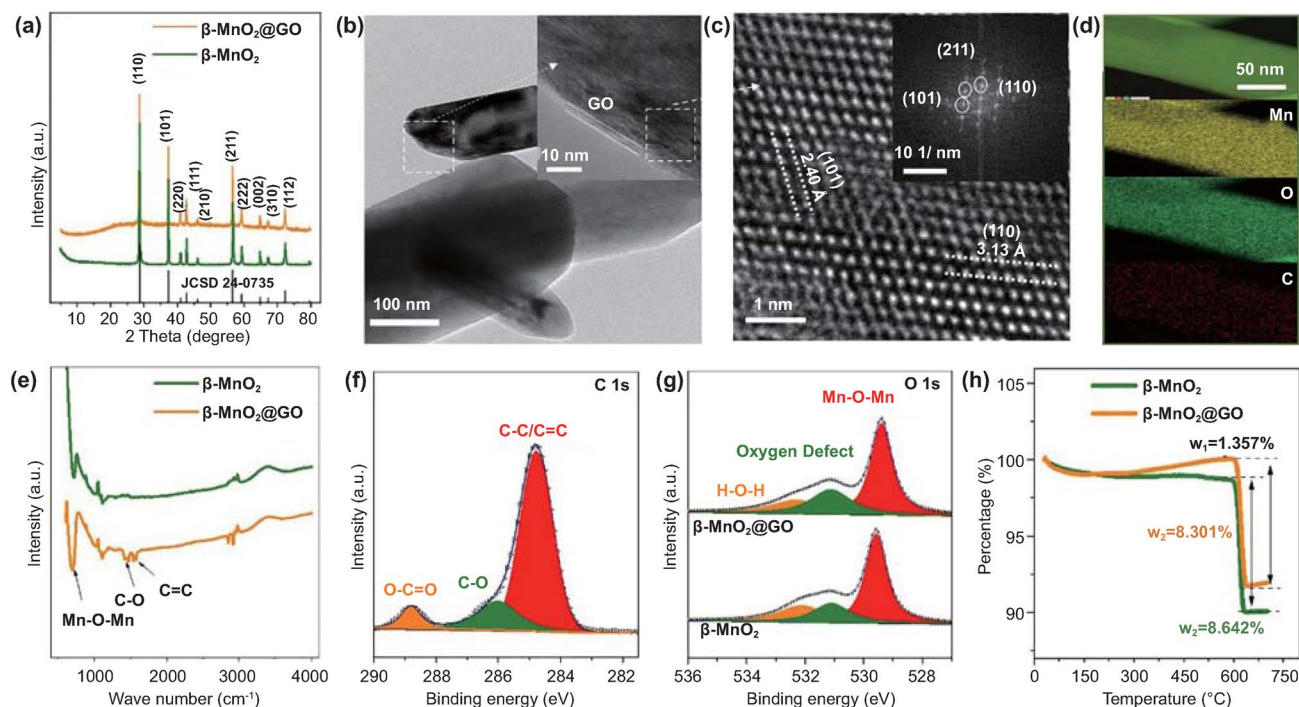 (a)
β-MnO₂@GO
β-MnO₂
(110)
(101)
(220)
(111)
(210)
(211)
(222)
(002)
(310)
(112)
JCSD 24-0735
Intensity (a.u.)
0 10 20 30 40 50 60 70 80
2 Theta (degree)
(b)
GO
10 nm
100 nm
(c)
(211)
(101)
(110)
10 1/ nm
(101)
2.40 Å
(110)
3.13 Å
1 nm
(d)
50 nm
Mn
O
C
(e)
β-MnO₂
β-MnO₂@GO
Mn-O-Mn
C-O
C=C
Intensity (a.u.)
1000 2000 3000 4000
Wave number (cm⁻¹)
(f)
C 1s
C-C/C=C
C-O
O-C=O
Intensity (a.u.)
290 288 286 284 282
Binding energy (eV)
(g)
O 1s
Mn-O-Mn
Oxygen Defect
H-O-H
β-MnO₂@GO
β-MnO₂
Intensity (a.u.)
536 534 532 530 528
Binding energy (eV)
(h)
β-MnO₂
β-MnO₂@GO
w₁=1.357%
w₂=8.301%
w₂=8.642%
Percentage (%)
105
100
95
90
0 150 300 450 600 750
Temperature (°C)